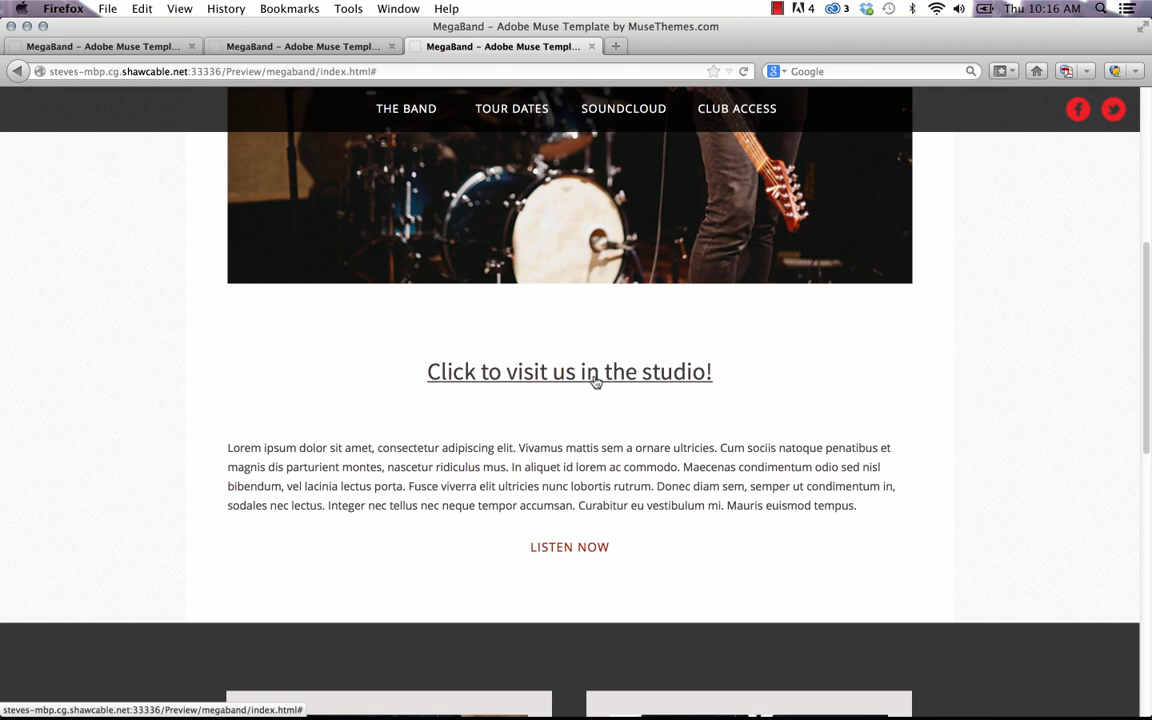 Firefox File Edit View History Bookmarks Tools Window Help 4 3 Thu 10:16 AM
MegaBand – Adobe Muse Template by MuseThemes.com
MegaBand – Adobe Muse Templ... MegaBand – Adobe Muse Templ... MegaBand – Adobe Muse Templ...
steves-mbp.cg.shawcable.net:33336/Preview/megaband/index.html# Google
THE BAND TOUR DATES SOUNDCLOUD CLUB ACCESS
Click to visit us in the studio!
Lorem ipsum dolor sit amet, consectetur adipiscing elit. Vivamus mattis sem a ornare ultricies. Cum sociis natoque penatibus et
magnis dis parturient montes, nascetur ridiculus mus. In aliquet id lorem ac commodo. Maecenas condimentum odio sed nisl
bibendum, vel lacinia lectus porta. Fusce viverra elit ultricies nunc lobortis rutrum. Donec diam sem, semper ut condimentum in,
sodales nec lectus. Integer nec tellus nec neque tempor accumsan. Curabitur eu vestibulum mi. Mauris euismod tempus.
LISTEN NOW
steves-mbp.cg.shawcable.net:33336/Preview/megaband/index.html#